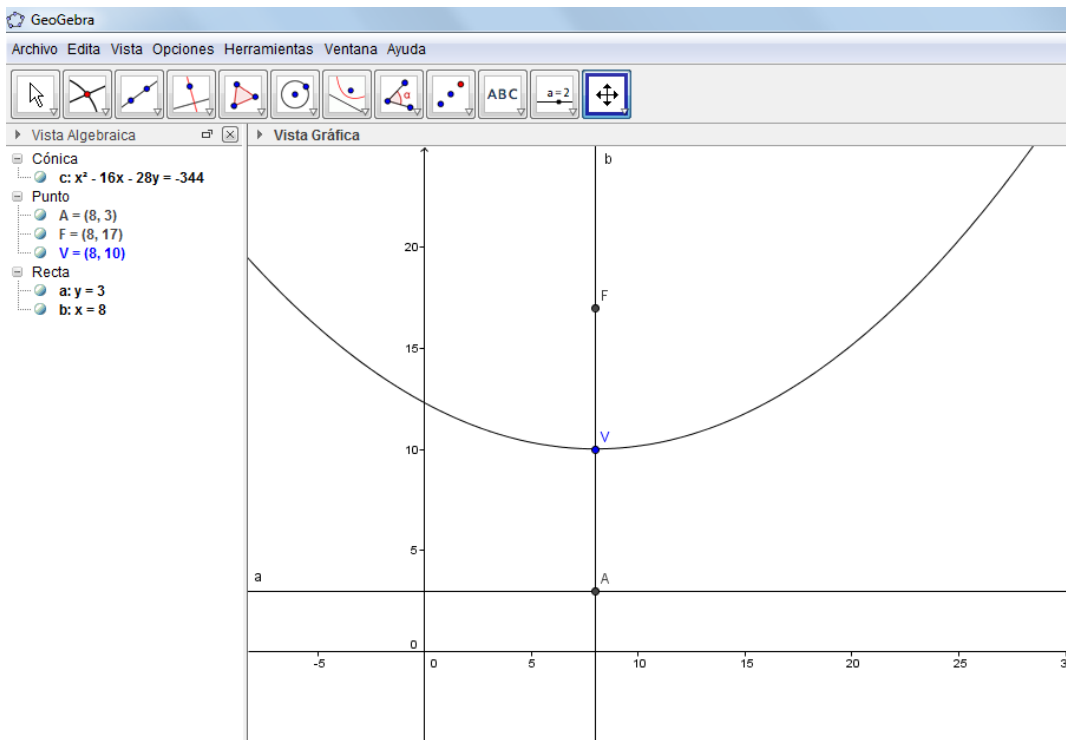 GeoGebra
Archivo Edita Vista Opciones Herramientas Ventana Ayuda
ABC
a=2
α
Vista Algebraica
Vista Gráfica
Cónica
c: x² - 16x - 28y = -344
Punto
A = (8, 3)
F = (8, 17)
V = (8, 10)
Recta
a: y = 3
b: x = 8
b
20
F
15
V
10
5
a
A
0
-5 0 5 10 15 20 25 3